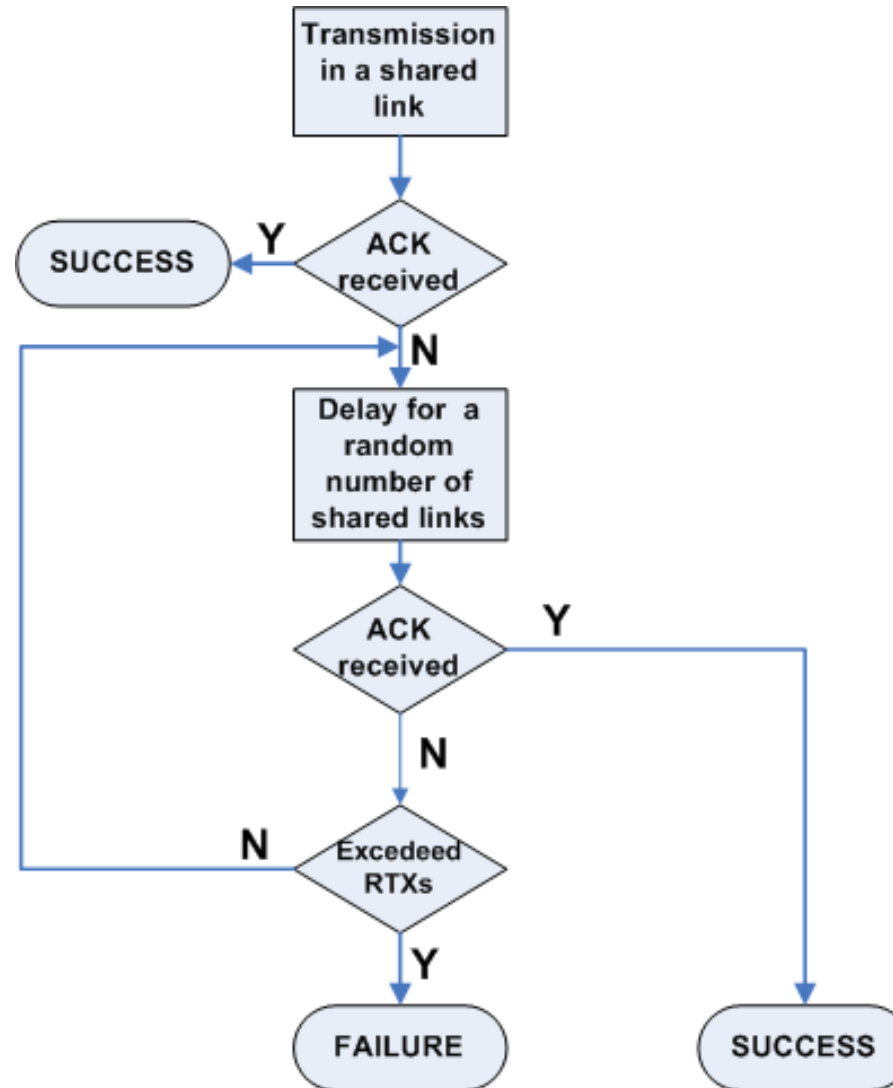 Transmission
in a shared
link
Y
SUCCESS
ACK
received
N
Delay for a
random
number of
shared links
ACK
received
Y
N
N
Excedeed
RTXs
Y
FAILURE
SUCCESS